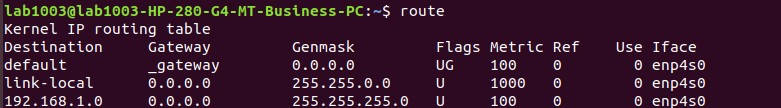 lab1003@lab1003-HP-280-G4-MT-Business-PC:~$ route
Kernel IP routing table
Destination     Gateway         Genmask         Flags Metric Ref    Use Iface
default         _gateway        0.0.0.0         UG    100    0        0 enp4s0
link-local      0.0.0.0         255.255.0.0     U     1000   0        0 enp4s0
192.168.1.0     0.0.0.0         255.255.255.0   U     100    0        0 enp4s0